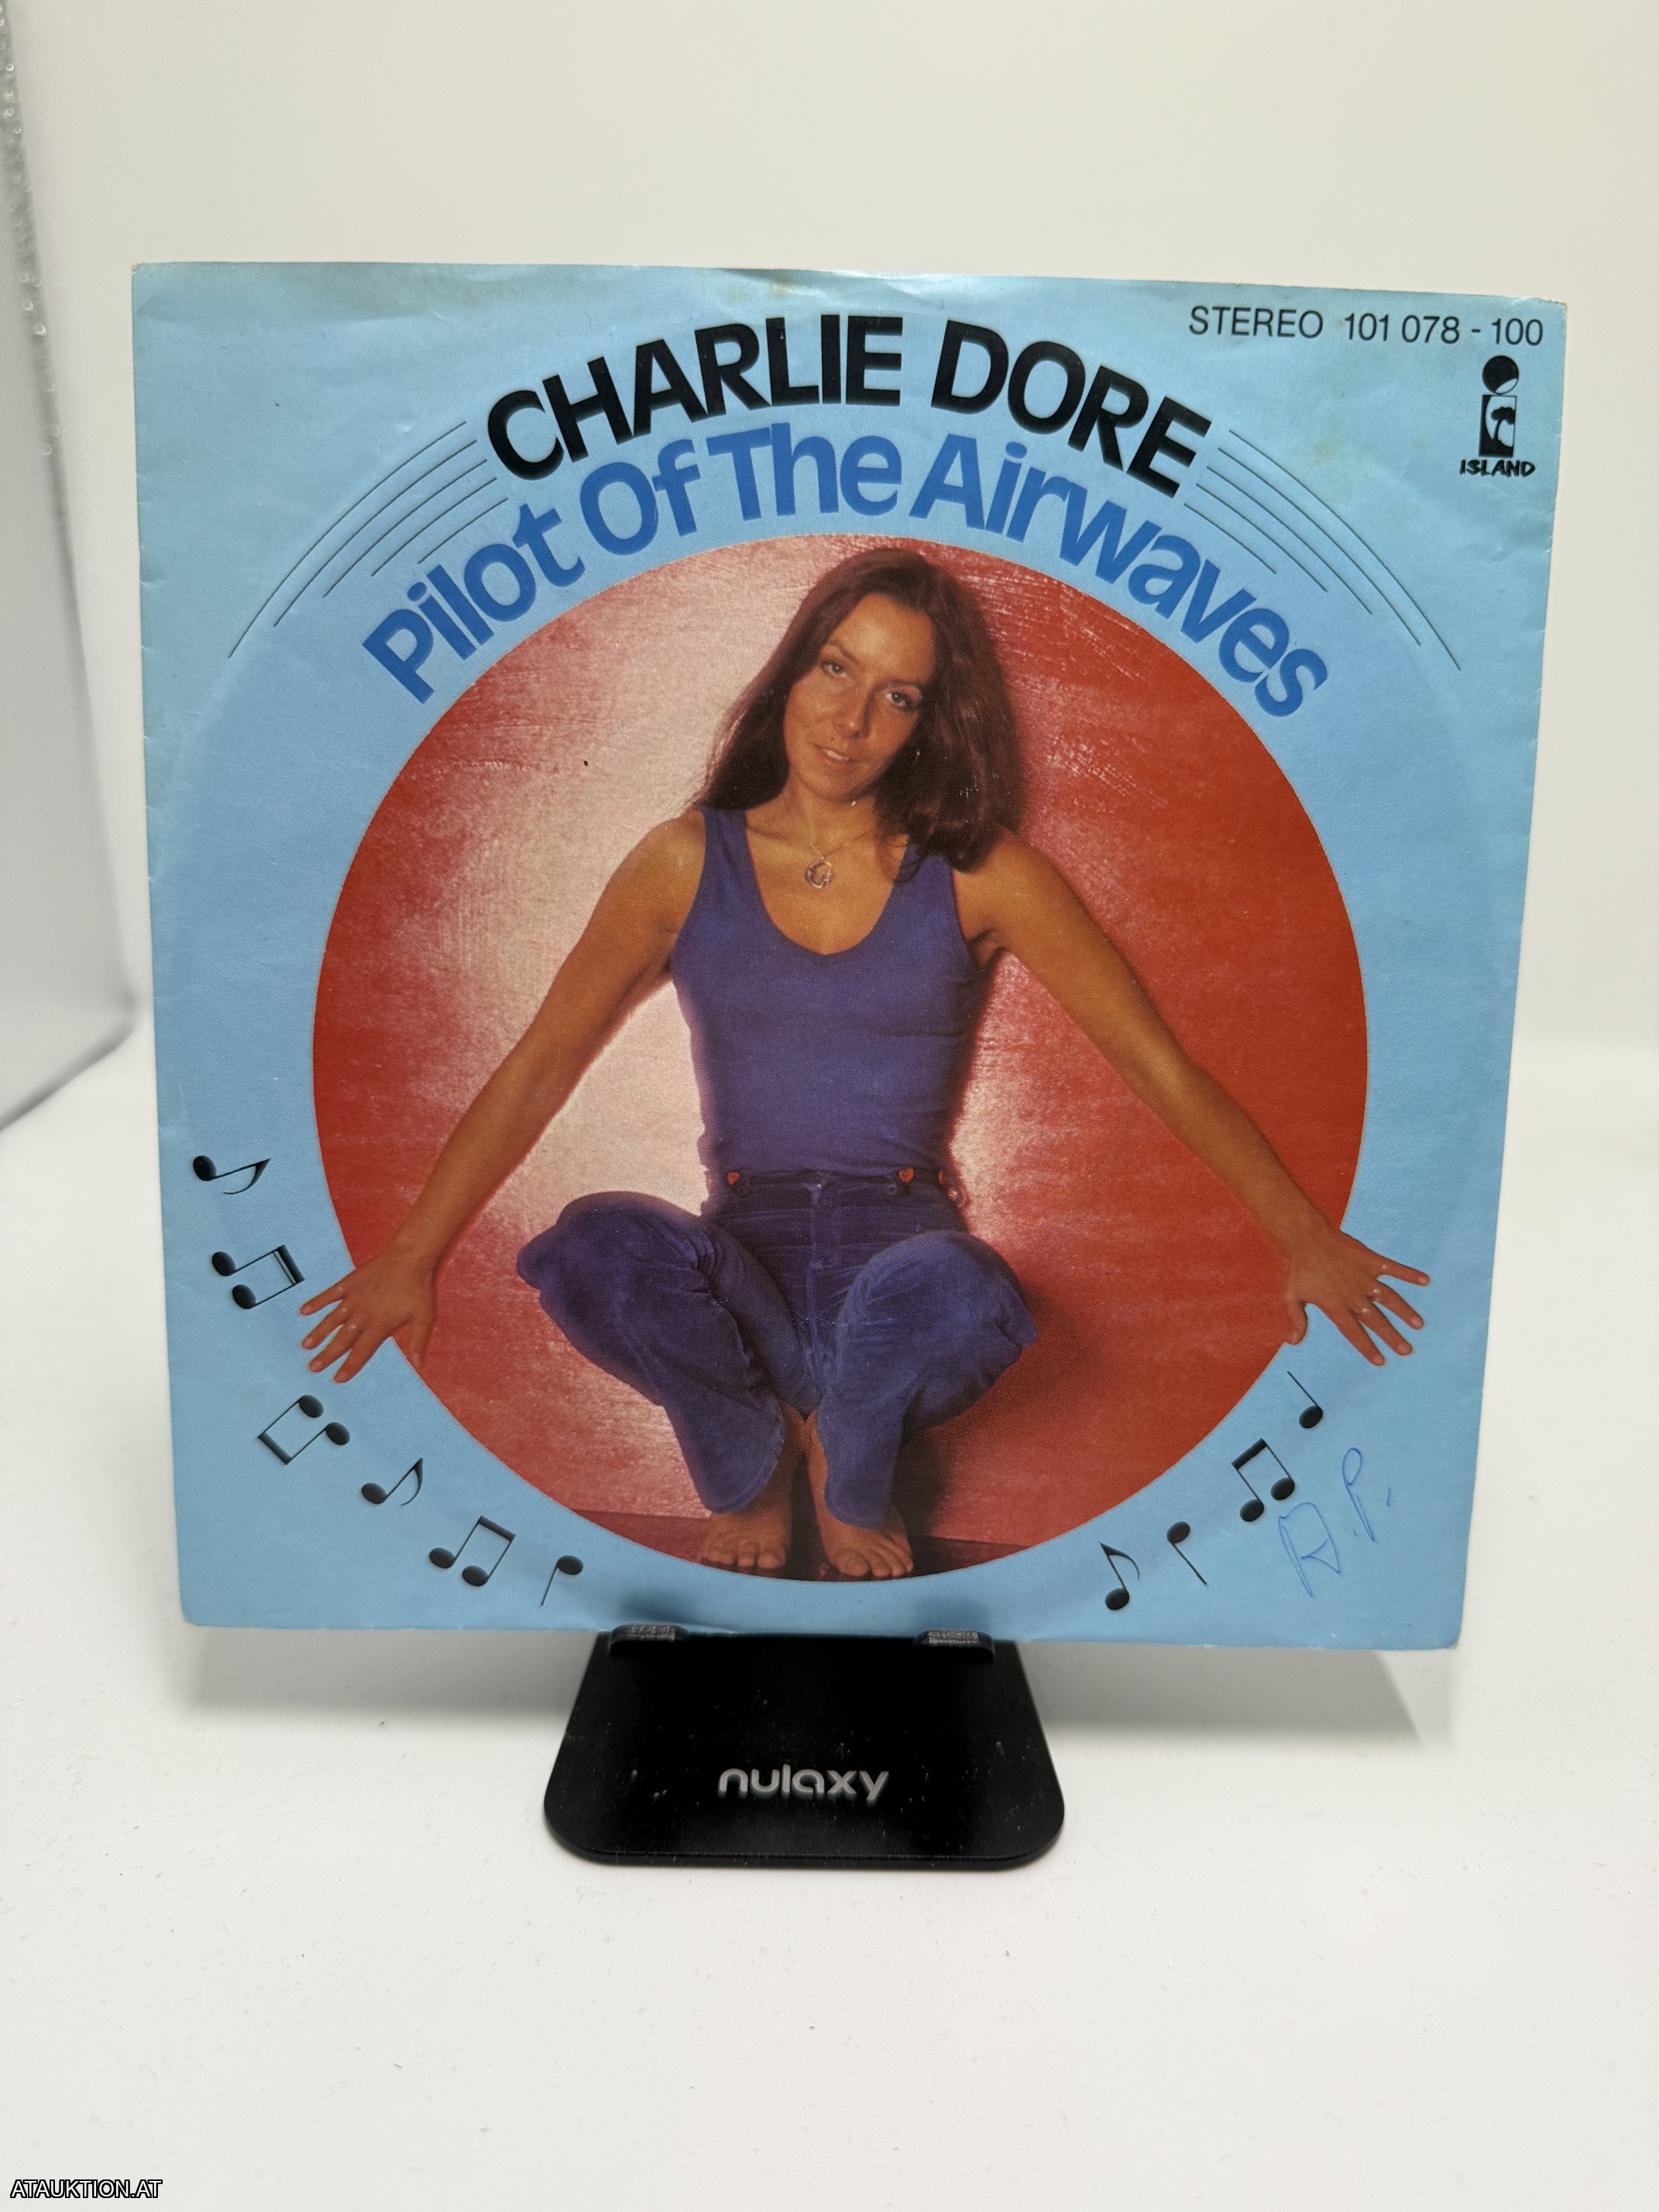 STEREO 101 078 - 100
ISLAND
CHARLIE DORE
Pilot Of The Airwaves
A.P.
nulaxy
ATAUKTION.AT